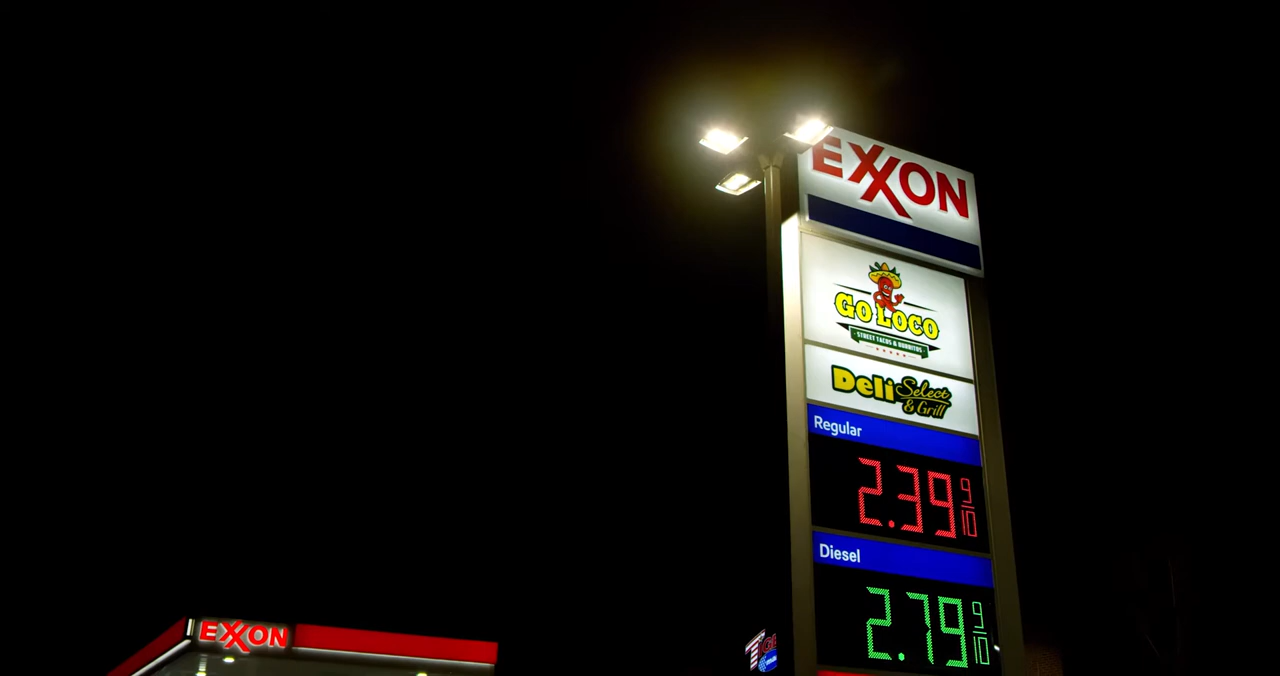 EXXON
GO LOCO
STREET TACOS & BURRITOS
Deli Select
& Grill
Regular
2.39 9/10
Diesel
2.79 9/10
EXXON